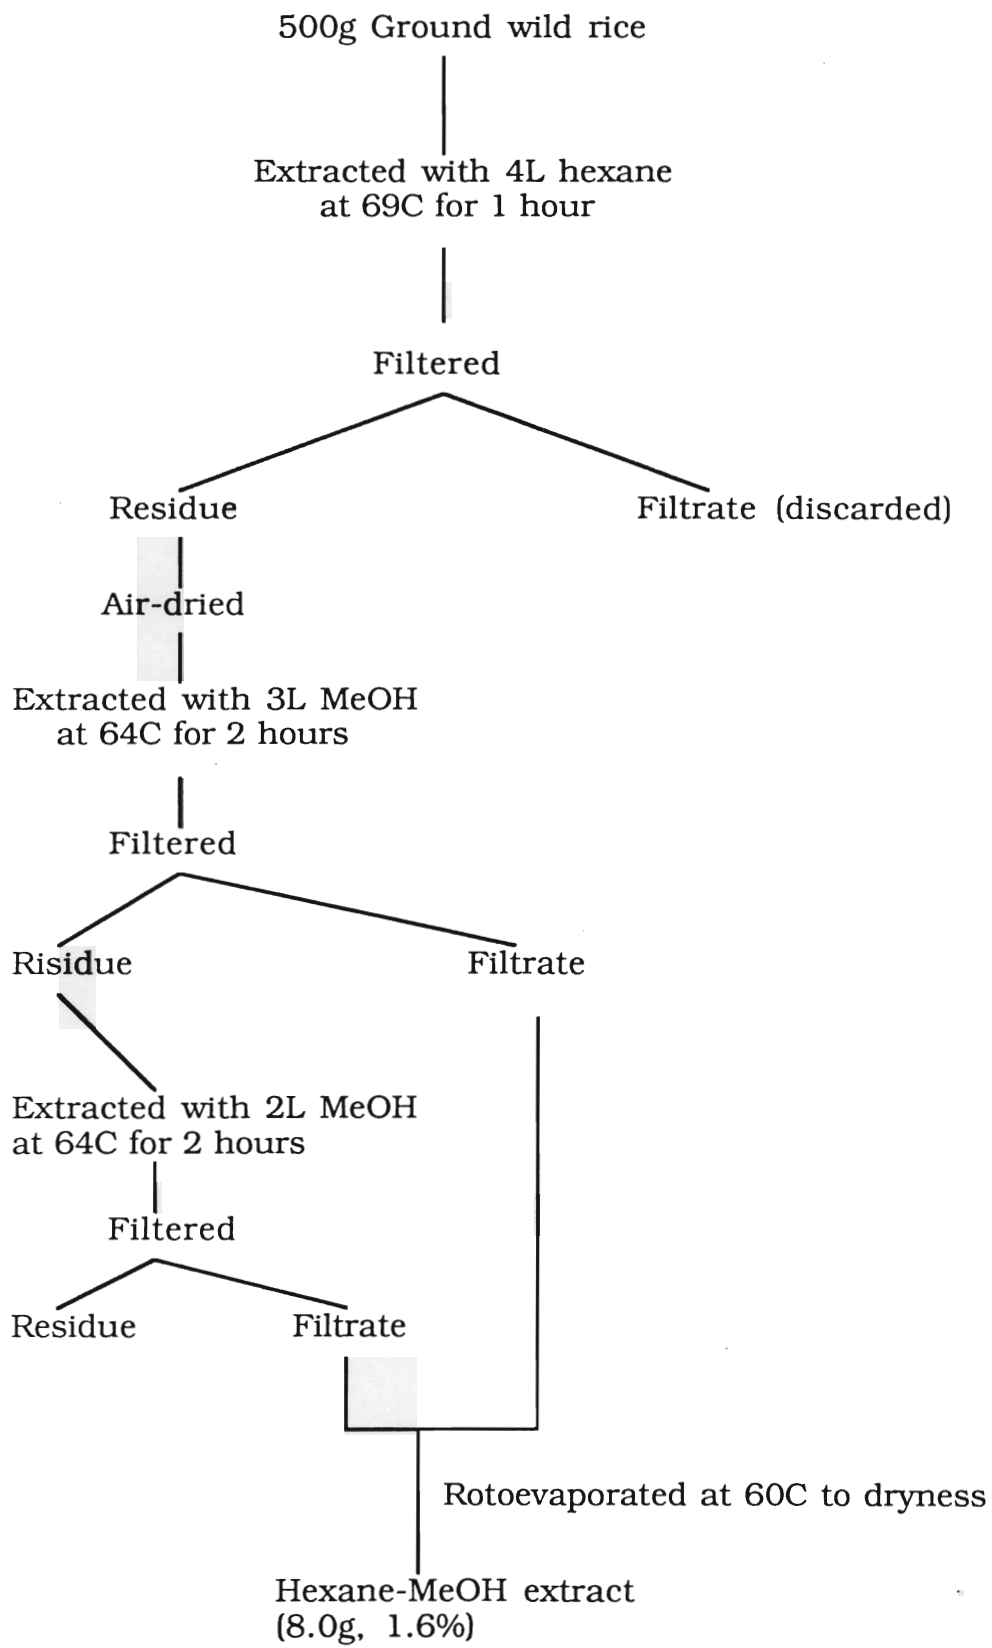 500g Ground wild rice
Extracted with 4L hexane
at 69C for 1 hour
Filtered
Residue
Filtrate (discarded)
Air-dried
Extracted with 3L MeOH
at 64C for 2 hours
Filtered
Risidue
Filtrate
Extracted with 2L MeOH
at 64C for 2 hours
Filtered
Residue
Filtrate
Rotoevaporated at 60C to dryness
Hexane-MeOH extract
(8.0g, 1.6%)